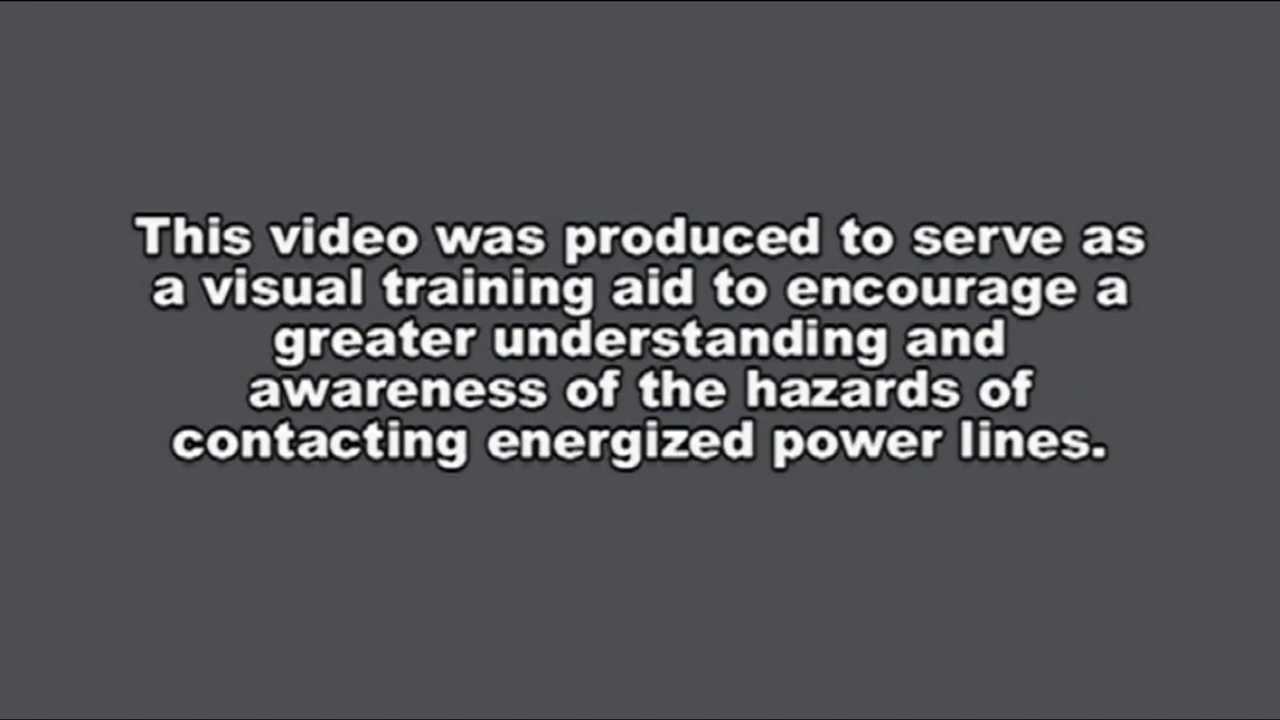 This video was produced to serve as
a visual training aid to encourage a
greater understanding and
awareness of the hazards of
contacting energized power lines.